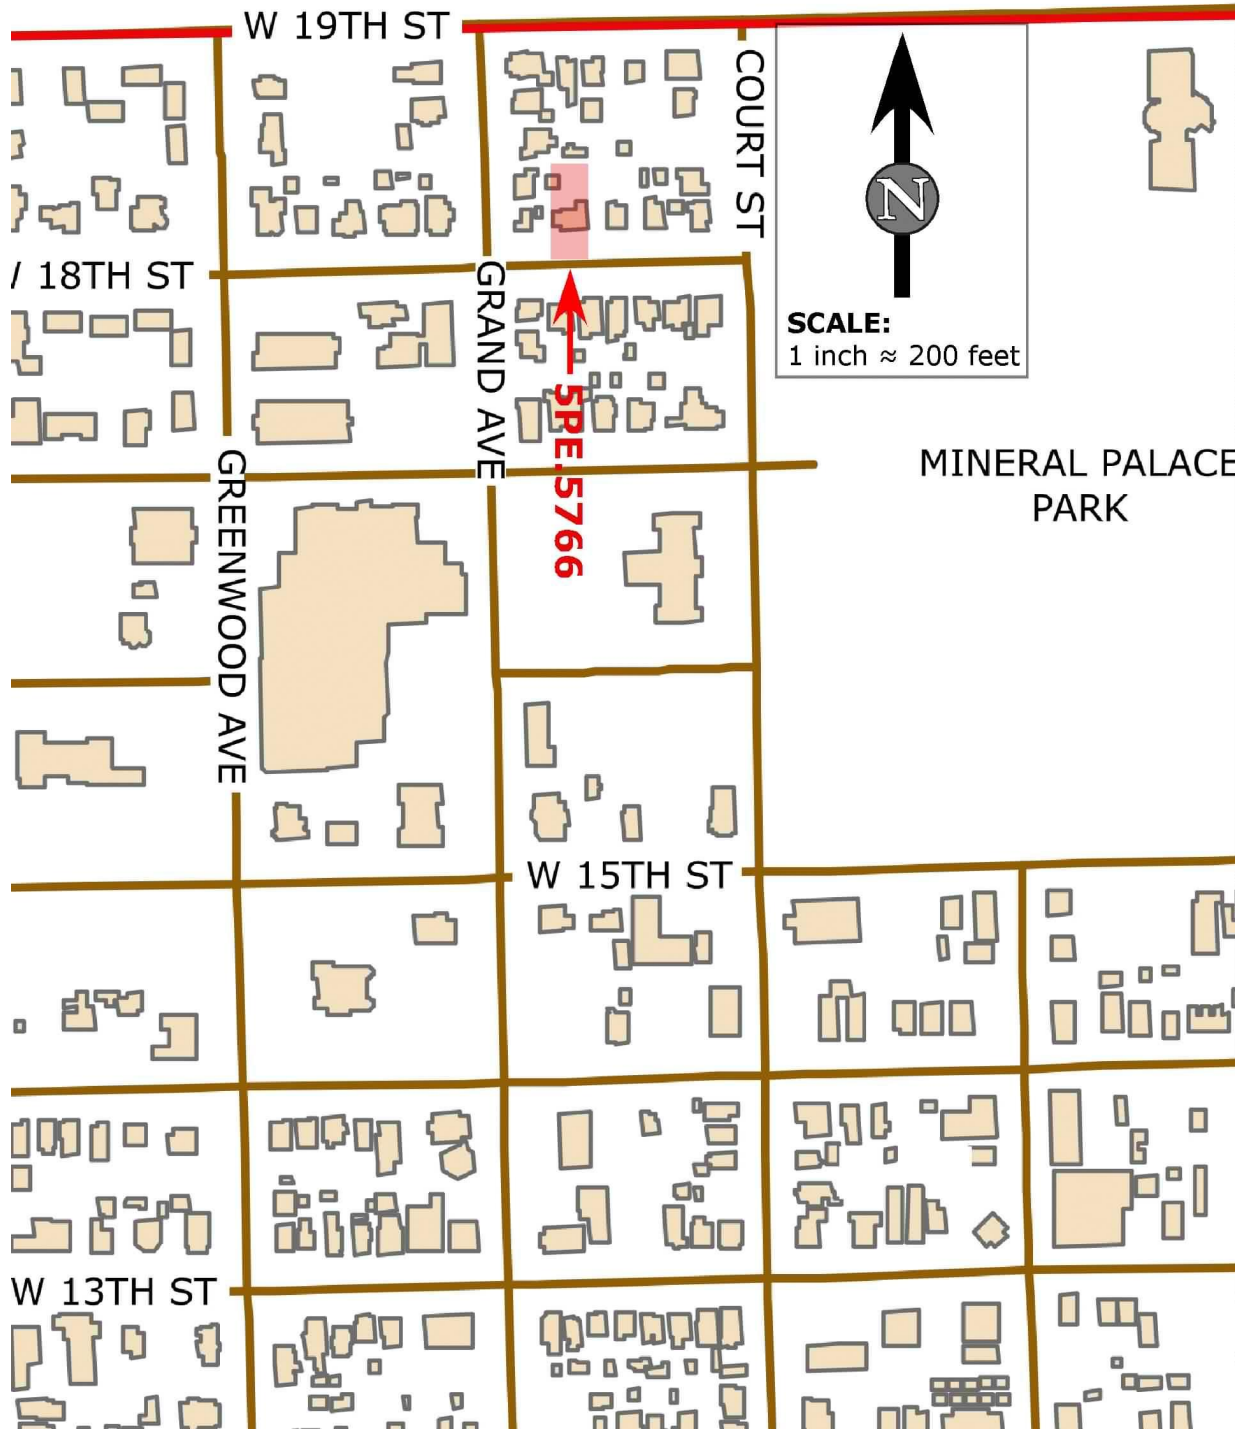 W 19TH ST
COURT ST
N
SCALE:
1 inch ≈ 200 feet
W 18TH ST
GRAND AVE
5PE.5766
MINERAL PALACE
PARK
GREENWOOD AVE
W 15TH ST
W 13TH ST